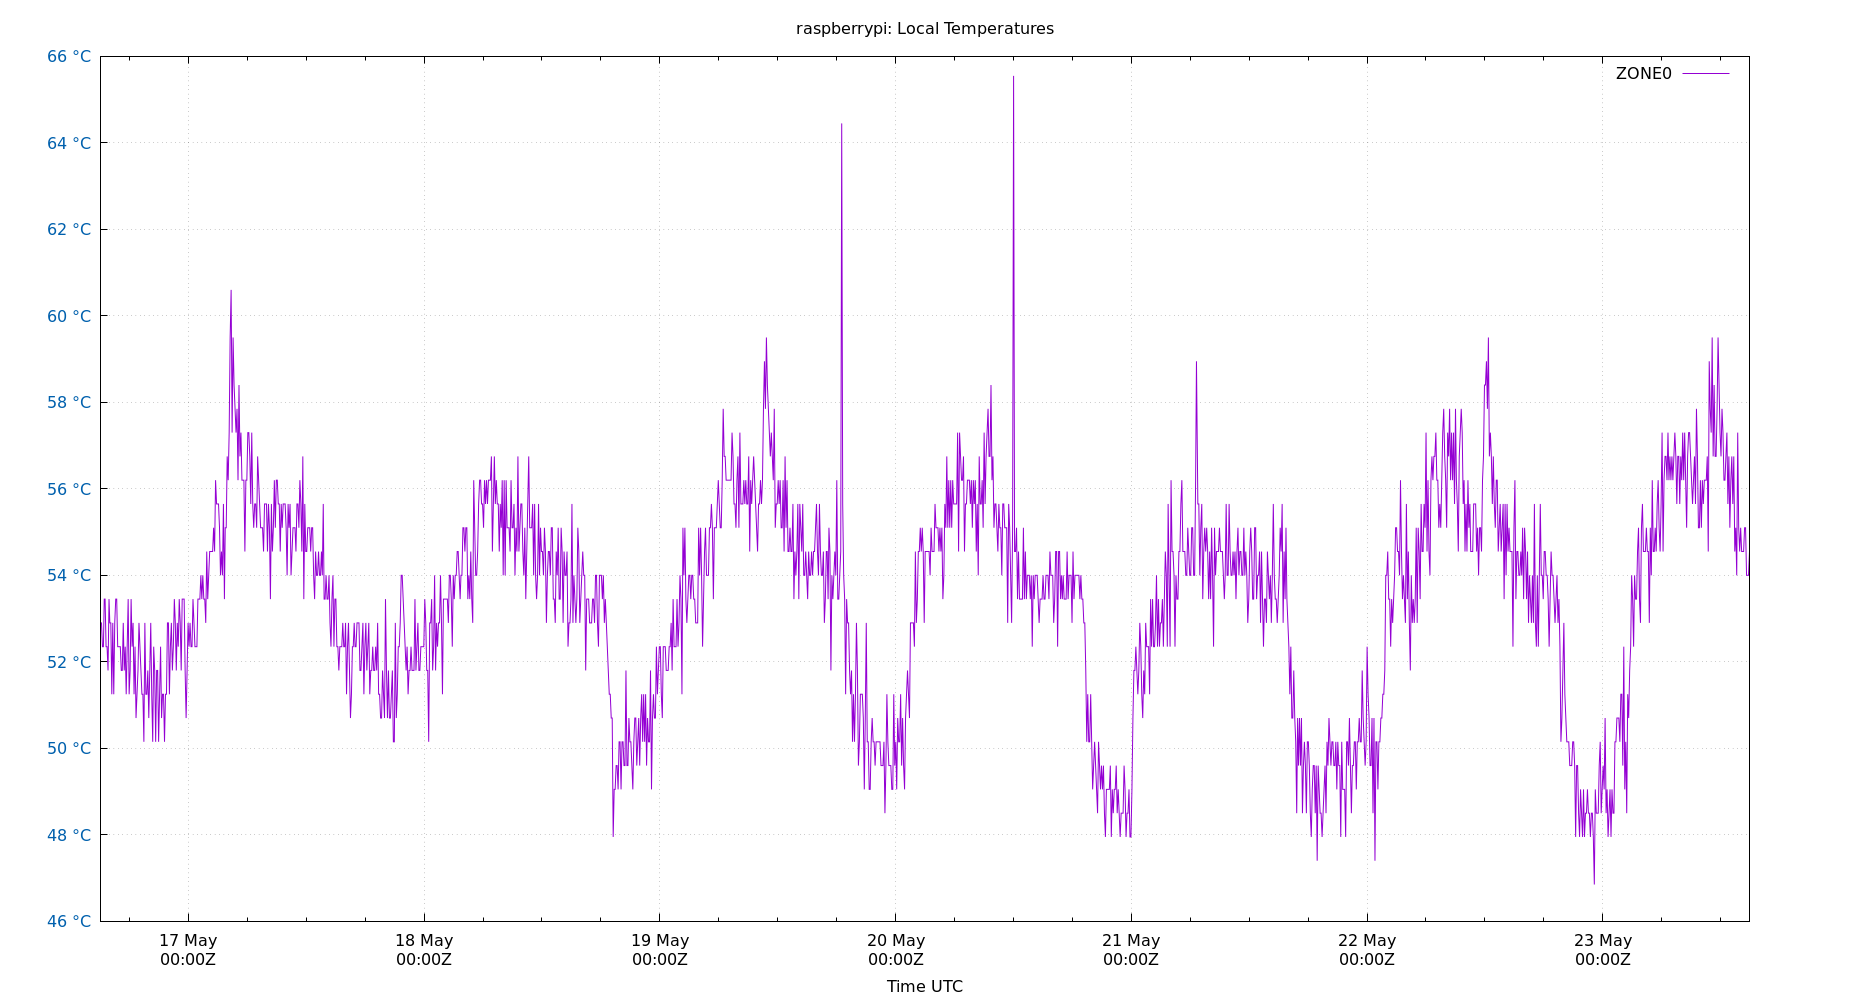 raspberrypi: Local Temperatures
ZONE0
66 °C
64 °C
62 °C
60 °C
58 °C
56 °C
54 °C
52 °C
50 °C
48 °C
46 °C
17 May 18 May 19 May 20 May 21 May 22 May 23 May
00:00Z 00:00Z 00:00Z 00:00Z 00:00Z 00:00Z 00:00Z
Time UTC